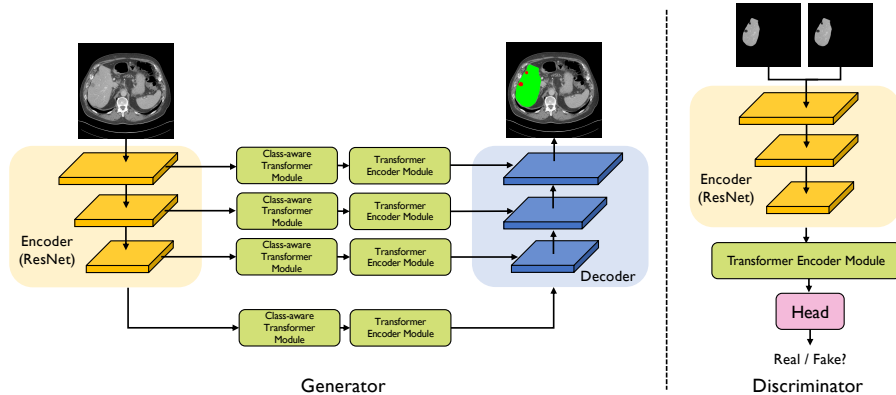 Class-aware
Transformer
Module
Transformer
Encoder Module
Class-aware
Transformer
Module
Transformer
Encoder Module
Encoder
(ResNet)
Class-aware
Transformer
Module
Transformer
Encoder Module
Decoder
Class-aware
Transformer
Module
Transformer
Encoder Module
Generator
Encoder
(ResNet)
Transformer Encoder Module
Head
Real / Fake?
Discriminator